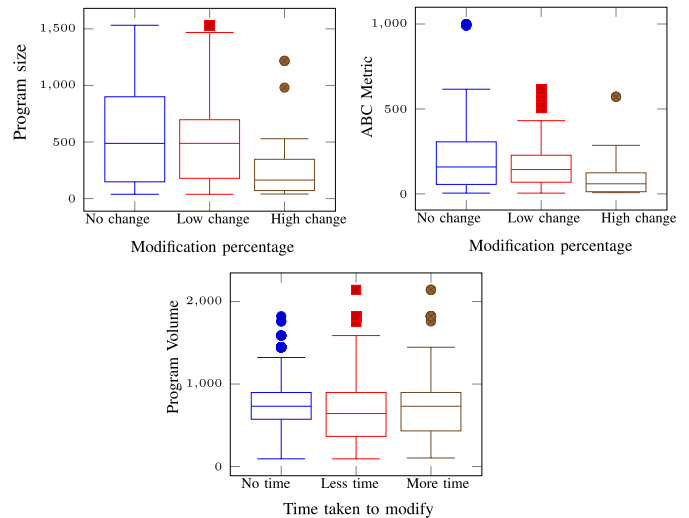 Program size
1,500
1,000
500
0
No change Low change High change
Modification percentage
ABC Metric
1,000
500
0
No change Low change High change
Modification percentage
Program Volume
2,000
1,000
0
No time Less time More time
Time taken to modify